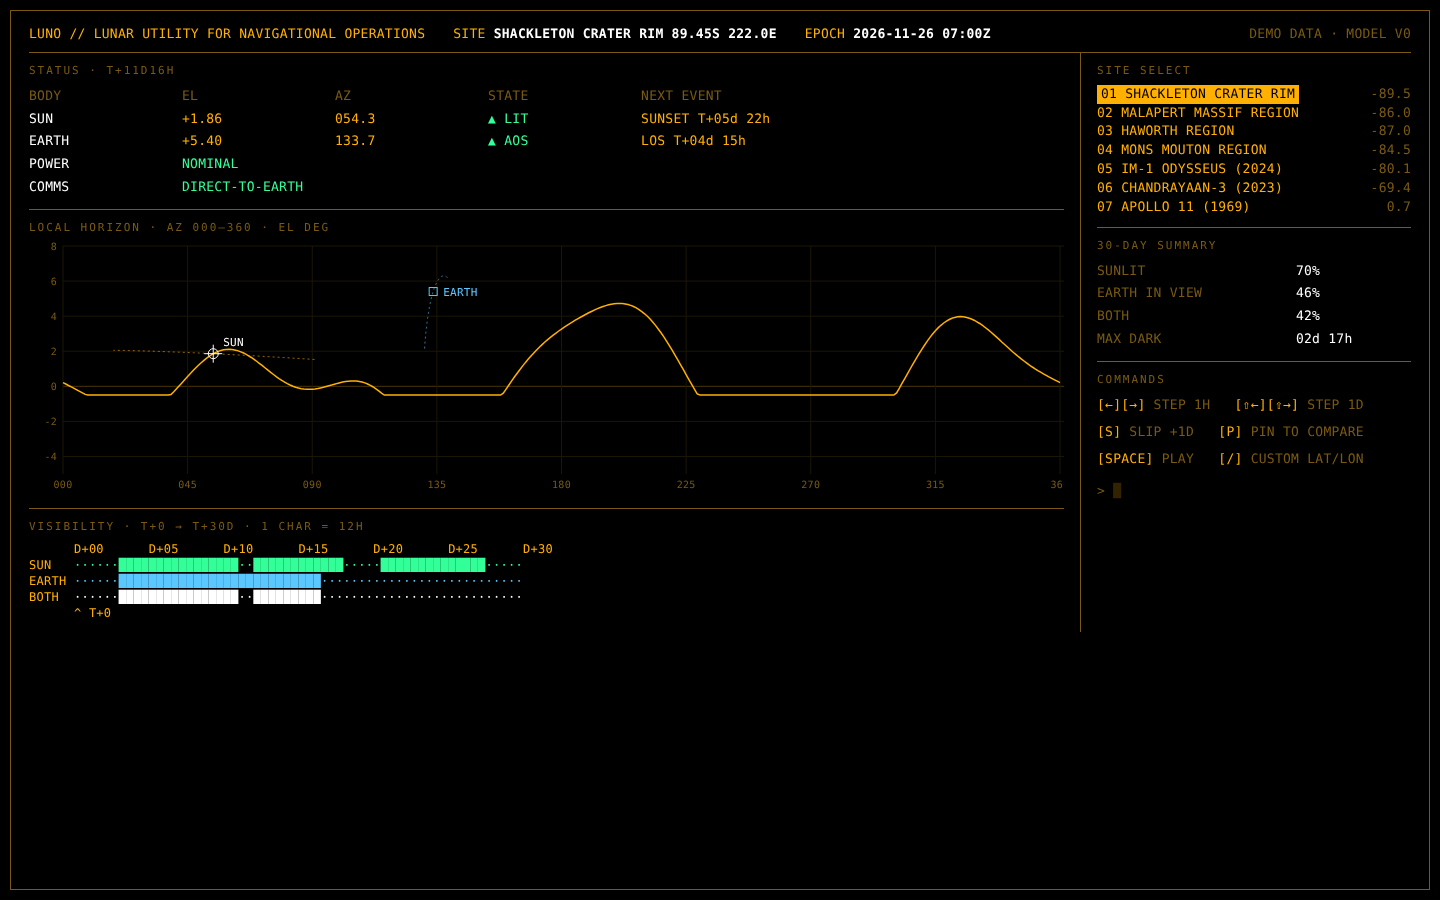 LUNO // LUNAR UTILITY FOR NAVIGATIONAL OPERATIONS SITE SHACKLETON CRATER RIM 89.45S 222.0E EPOCH 2026-11-26 07:00Z DEMO DATA · MODEL V0
STATUS · T+11D16H
BODY EL AZ STATE NEXT EVENT
SUN +1.86 054.3 ▲ LIT SUNSET T+05d 22h
EARTH +5.40 133.7 ▲ AOS LOS T+04d 15h
POWER NOMINAL
COMMS DIRECT-TO-EARTH
LOCAL HORIZON · AZ 000–360 · EL DEG
8
6
EARTH
4
SUN
2
0
-2
-4
000 045 090 135 180 225 270 315 36
VISIBILITY · T+0 → T+30D · 1 CHAR = 12H
D+00 D+05 D+10 D+15 D+20 D+25 D+30
SUN
EARTH
BOTH
^ T+0
SITE SELECT
01 SHACKLETON CRATER RIM -89.5
02 MALAPERT MASSIF REGION -86.0
03 HAWORTH REGION -87.0
04 MONS MOUTON REGION -84.5
05 IM-1 ODYSSEUS (2024) -80.1
06 CHANDRAYAAN-3 (2023) -69.4
07 APOLLO 11 (1969) 0.7
30-DAY SUMMARY
SUNLIT 70%
EARTH IN VIEW 46%
BOTH 42%
MAX DARK 02d 17h
COMMANDS
[←][→] STEP 1H [⇧←][⇧→] STEP 1D
[S] SLIP +1D [P] PIN TO COMPARE
[SPACE] PLAY [/] CUSTOM LAT/LON
>